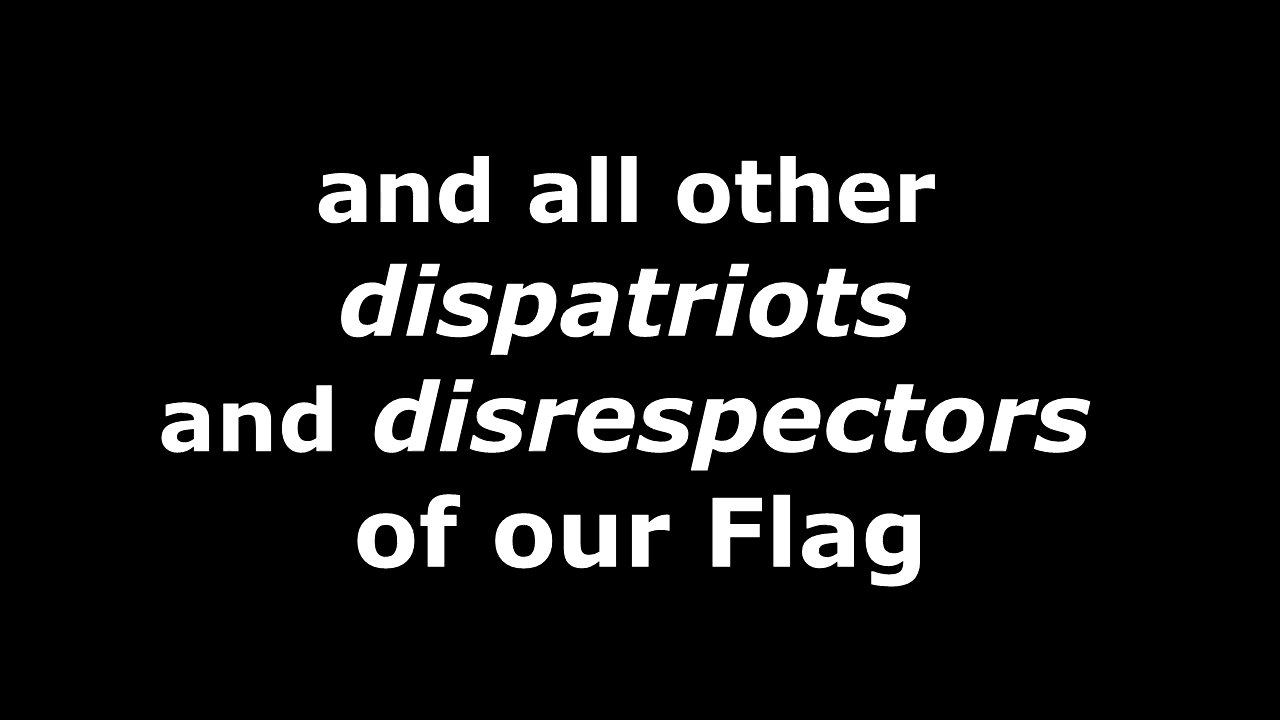 and all other
dispatriots
and disrespectors
of our Flag